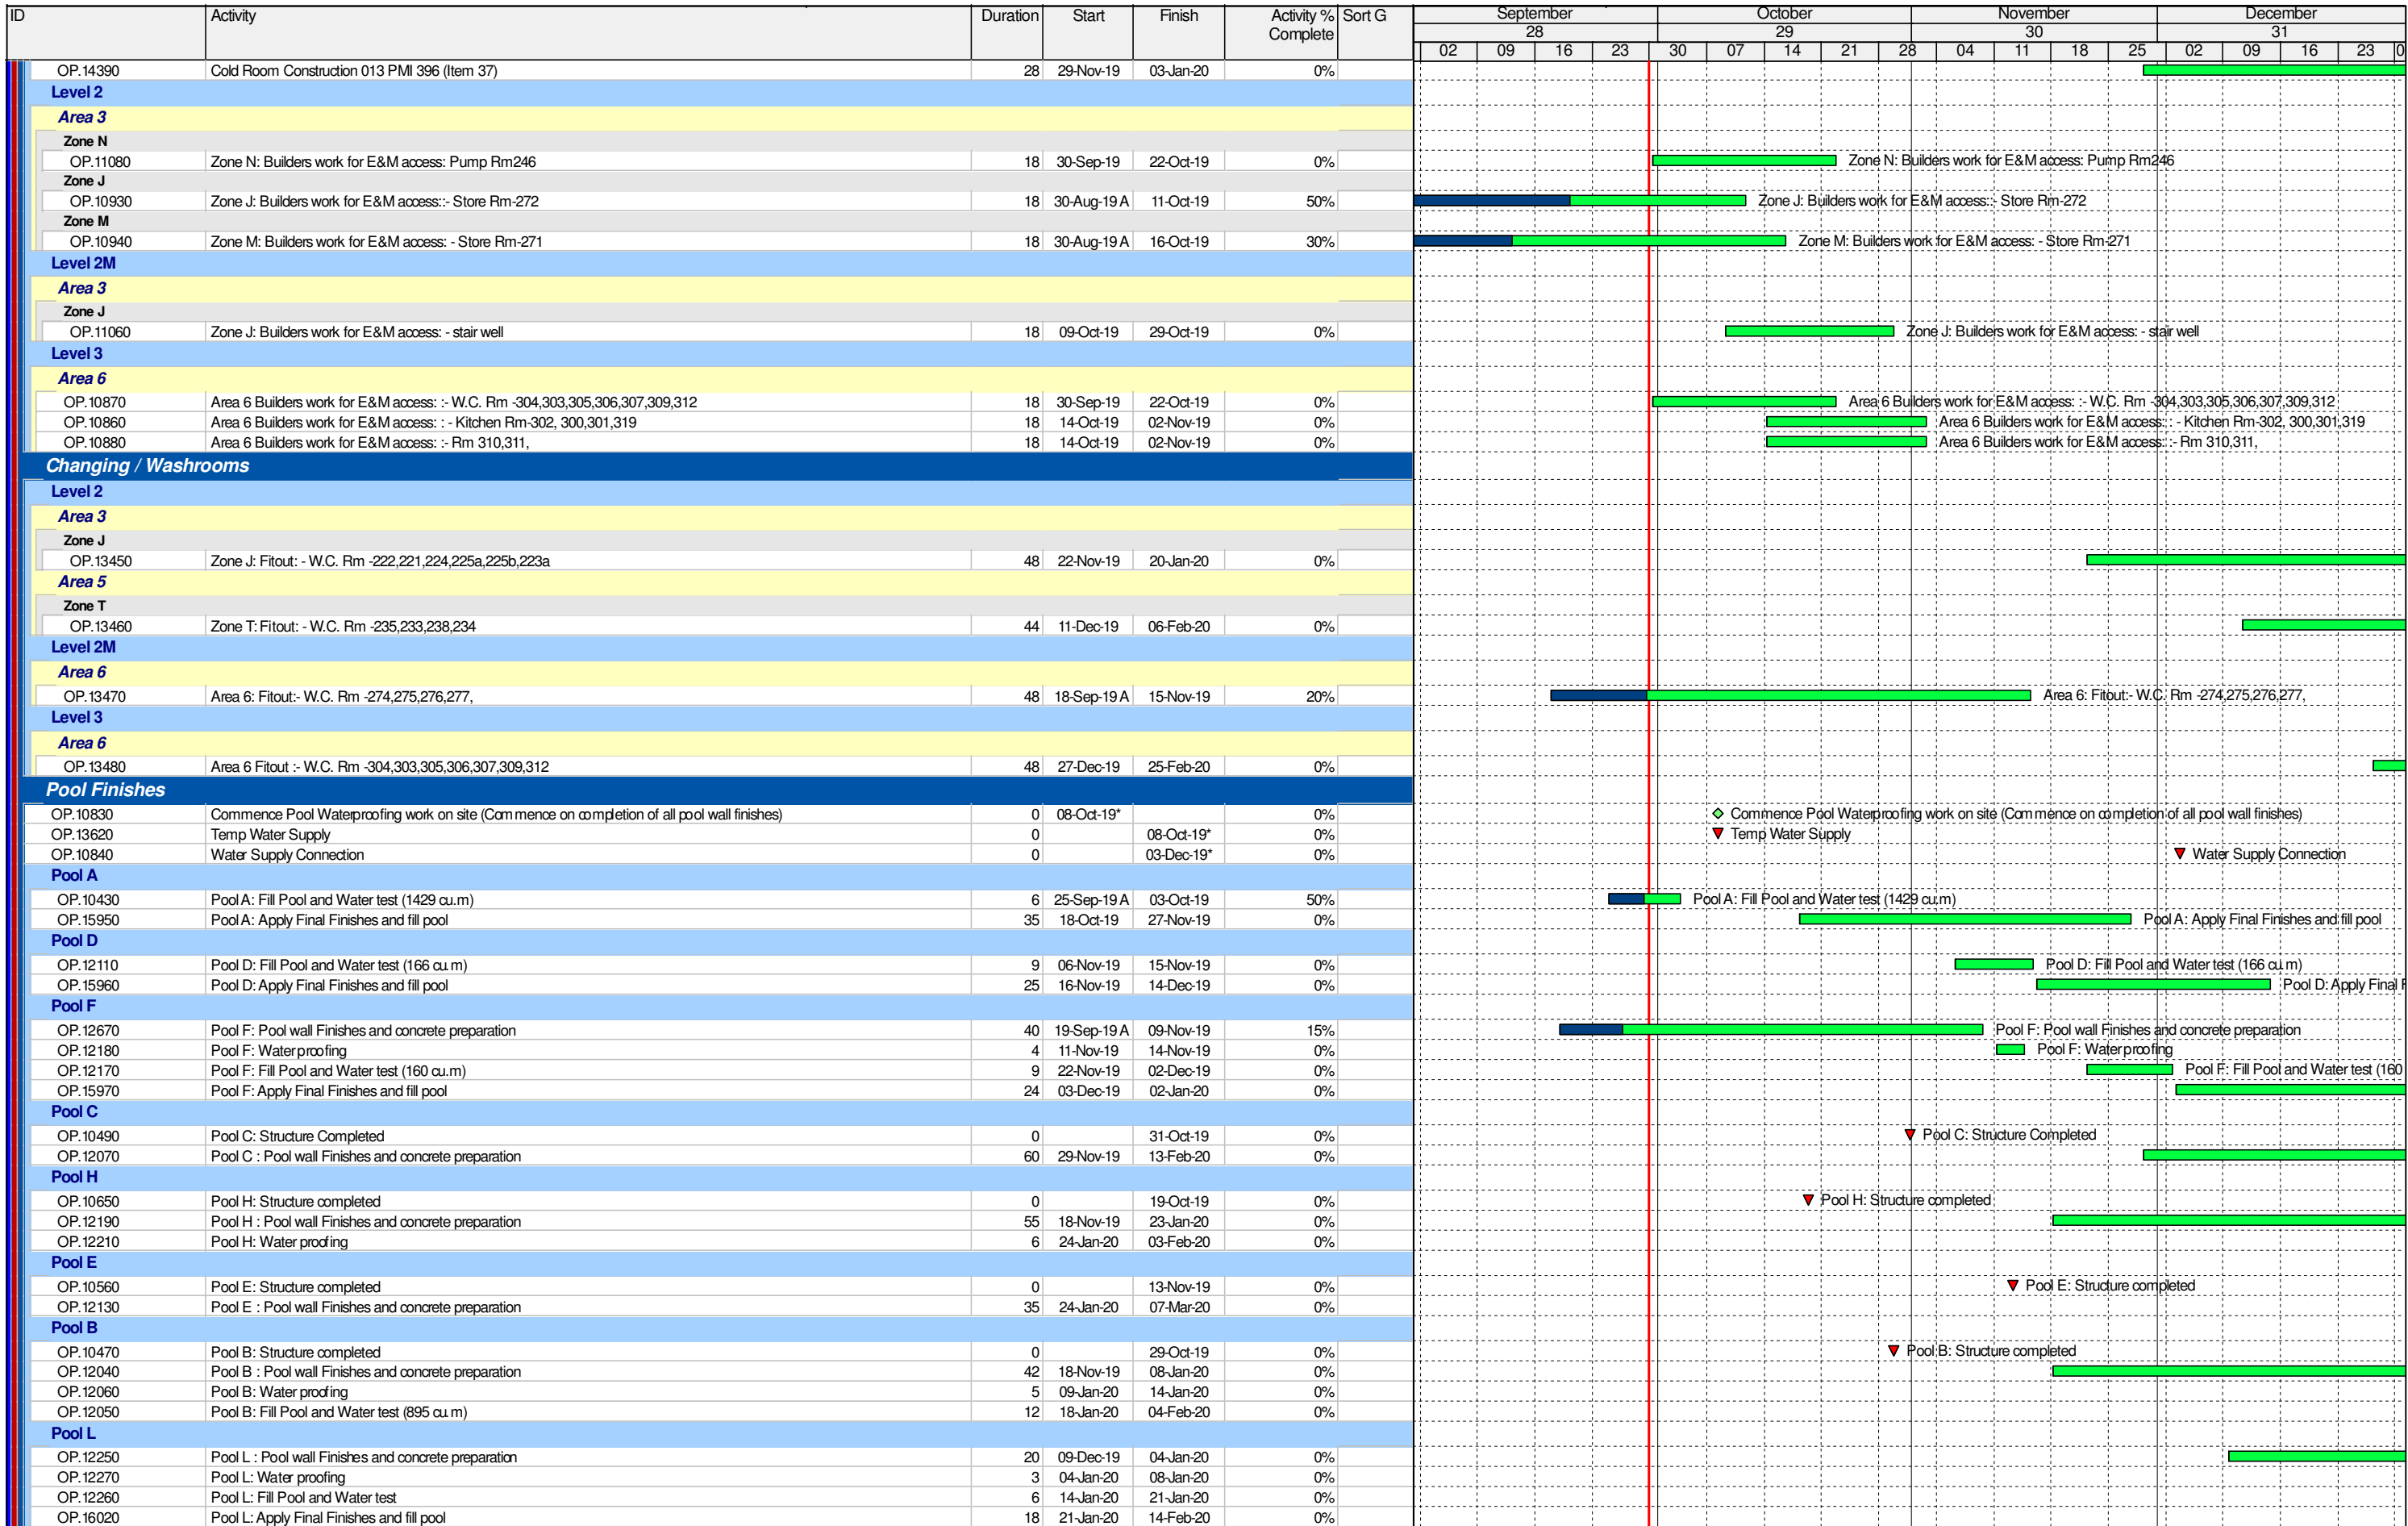 ID Activity Duration Start Finish Activity % Complete Sort G September October November December
28 29 30 31
02 09 16 23 30 07 14 21 28 04 11 18 25 02 09 16 23 0
OP.14390 Cold Room Construction 013 PMI 396 (Item 37) 28 29-Nov-19 03-Jan-20 0%
Level 2
Area 3
Zone N
OP.11080 Zone N: Builders work for E&M access: Pump Rm246 18 30-Sep-19 22-Oct-19 0% Zone N: Builders work for E&M access: Pump Rm246
Zone J
OP.10930 Zone J: Builders work for E&M access::- Store Rm-272 18 30-Aug-19 A 11-Oct-19 50% Zone J: Builders work for E&M access::- Store Rm-272
Zone M
OP.10940 Zone M: Builders work for E&M access: - Store Rm-271 18 30-Aug-19 A 16-Oct-19 30% Zone M: Builders work for E&M access: - Store Rm-271
Level 2M
Area 3
Zone J
OP.11060 Zone J: Builders work for E&M access: - stair well 18 09-Oct-19 29-Oct-19 0% Zone J: Builders work for E&M access: - stair well
Level 3
Area 6
OP.10870 Area 6 Builders work for E&M access: :- W.C. Rm -304,303,305,306,307,309,312 18 30-Sep-19 22-Oct-19 0% Area 6 Builders work for E&M access: :- W.C. Rm -304,303,305,306,307,309,312
OP.10860 Area 6 Builders work for E&M access: : - Kitchen Rm-302, 300,301,319 18 14-Oct-19 02-Nov-19 0% Area 6 Builders work for E&M access: : - Kitchen Rm-302, 300,301,319
OP.10880 Area 6 Builders work for E&M access: :- Rm 310,311, 18 14-Oct-19 02-Nov-19 0% Area 6 Builders work for E&M access: :- Rm 310,311,
Changing / Washrooms
Level 2
Area 3
Zone J
OP.13450 Zone J: Fitout: - W.C. Rm -222,221,224,225a,225b,223a 48 22-Nov-19 20-Jan-20 0%
Area 5
Zone T
OP.13460 Zone T: Fitout: - W.C. Rm -235,233,238,234 44 11-Dec-19 06-Feb-20 0%
Level 2M
Area 6
OP.13470 Area 6: Fitout:- W.C. Rm -274,275,276,277, 48 18-Sep-19 A 15-Nov-19 20% Area 6: Fitout:- W.C. Rm -274,275,276,277,
Level 3
Area 6
OP.13480 Area 6 Fitout :- W.C. Rm -304,303,305,306,307,309,312 48 27-Dec-19 25-Feb-20 0%
Pool Finishes
OP.10830 Commence Pool Waterproofing work on site (Commence on completion of all pool wall finishes) 0 08-Oct-19* 0% Commence Pool Waterproofing work on site (Commence on completion of all pool wall finishes)
OP.13620 Temp Water Supply 0 08-Oct-19* 0% Temp Water Supply
OP.10840 Water Supply Connection 0 03-Dec-19* 0% Water Supply Connection
Pool A
OP.10430 Pool A: Fill Pool and Water test (1429 cu.m) 6 25-Sep-19 A 03-Oct-19 50% Pool A: Fill Pool and Water test (1429 cu.m)
OP.15950 Pool A: Apply Final Finishes and fill pool 35 18-Oct-19 27-Nov-19 0% Pool A: Apply Final Finishes and fill pool
Pool D
OP.12110 Pool D: Fill Pool and Water test (166 cu.m) 9 06-Nov-19 15-Nov-19 0% Pool D: Fill Pool and Water test (166 cu.m)
OP.15960 Pool D: Apply Final Finishes and fill pool 25 16-Nov-19 14-Dec-19 0% Pool D: Apply Final F
Pool F
OP.12670 Pool F: Pool wall Finishes and concrete preparation 40 19-Sep-19 A 09-Nov-19 15% Pool F: Pool wall Finishes and concrete preparation
OP.12180 Pool F: Waterproofing 4 11-Nov-19 14-Nov-19 0% Pool F: Waterproofing
OP.12170 Pool F: Fill Pool and Water test (160 cu.m) 9 22-Nov-19 02-Dec-19 0% Pool F: Fill Pool and Water test (160
OP.15970 Pool F: Apply Final Finishes and fill pool 24 03-Dec-19 02-Jan-20 0%
Pool C
OP.10490 Pool C: Structure Completed 0 31-Oct-19 0% Pool C: Structure Completed
OP.12070 Pool C : Pool wall Finishes and concrete preparation 60 29-Nov-19 13-Feb-20 0%
Pool H
OP.10650 Pool H: Structure completed 0 19-Oct-19 0% Pool H: Structure completed
OP.12190 Pool H : Pool wall Finishes and concrete preparation 55 18-Nov-19 23-Jan-20 0%
OP.12210 Pool H: Water proofing 6 24-Jan-20 03-Feb-20 0%
Pool E
OP.10560 Pool E: Structure completed 0 13-Nov-19 0% Pool E: Structure completed
OP.12130 Pool E : Pool wall Finishes and concrete preparation 35 24-Jan-20 07-Mar-20 0%
Pool B
OP.10470 Pool B: Structure completed 0 29-Oct-19 0% Pool B: Structure completed
OP.12040 Pool B : Pool wall Finishes and concrete preparation 42 18-Nov-19 08-Jan-20 0%
OP.12060 Pool B: Water proofing 5 09-Jan-20 14-Jan-20 0%
OP.12050 Pool B: Fill Pool and Water test (895 cu.m) 12 18-Jan-20 04-Feb-20 0%
Pool L
OP.12250 Pool L : Pool wall Finishes and concrete preparation 20 09-Dec-19 04-Jan-20 0%
OP.12270 Pool L: Water proofing 3 04-Jan-20 08-Jan-20 0%
OP.12260 Pool L: Fill Pool and Water test 6 14-Jan-20 21-Jan-20 0%
OP.16020 Pool L: Apply Final Finishes and fill pool 18 21-Jan-20 14-Feb-20 0%